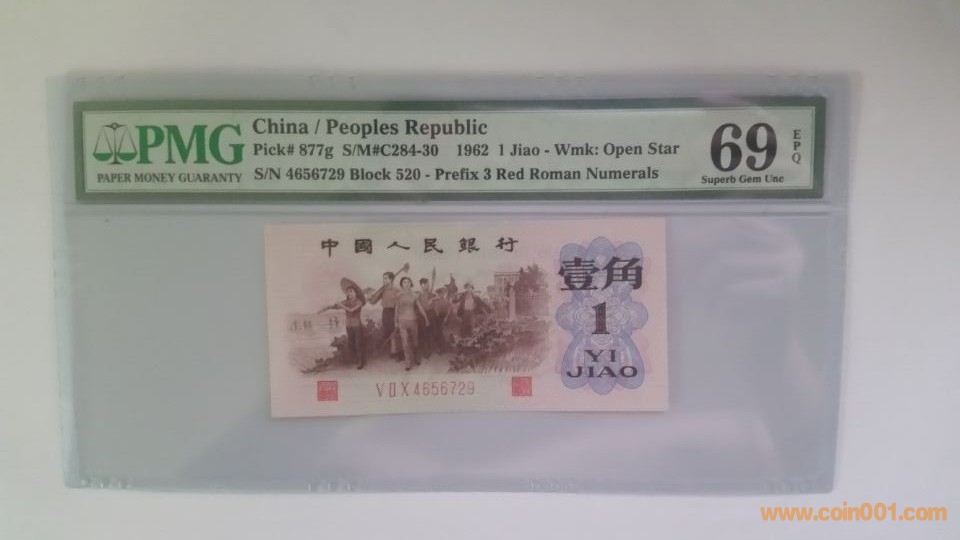 PMG
PAPER MONEY GUARANTY
China / Peoples Republic
Pick# 877g S/M#C284-30 1962 1 Jiao - Wmk: Open Star
S/N 4656729 Block 520 - Prefix 3 Red Roman Numerals
69
EPQ
Superb Gem Unc
中國人民銀行
壹角
1
YI
JIAO
V II X 4656729
www.coin001.com